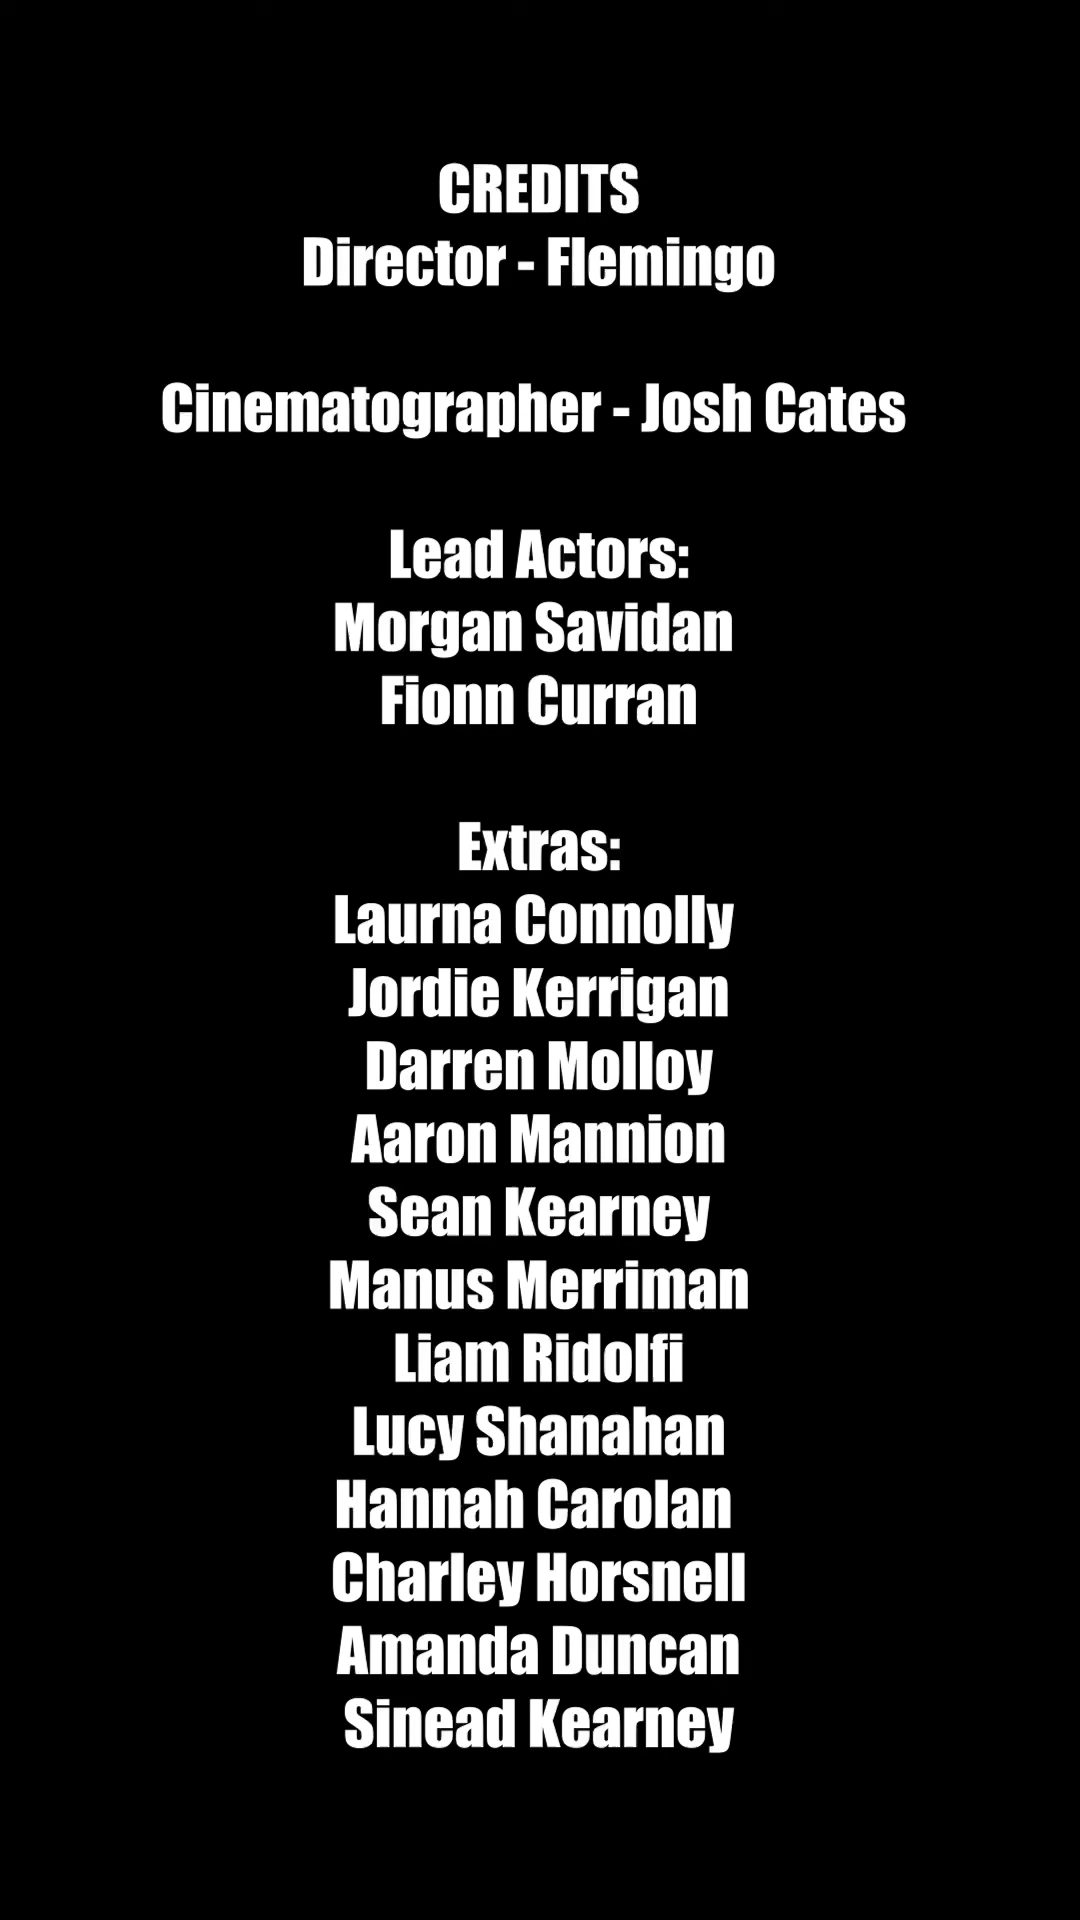 CREDITS
Director - Flemingo
Cinematographer - Josh Cates
Lead Actors:
Morgan Savidan
Fionn Curran
Extras:
Laurna Connolly
Jordie Kerrigan
Darren Molloy
Aaron Mannion
Sean Kearney
Manus Merriman
Liam Ridolfi
Lucy Shanahan
Hannah Carolan
Charley Horsnell
Amanda Duncan
Sinead Kearney